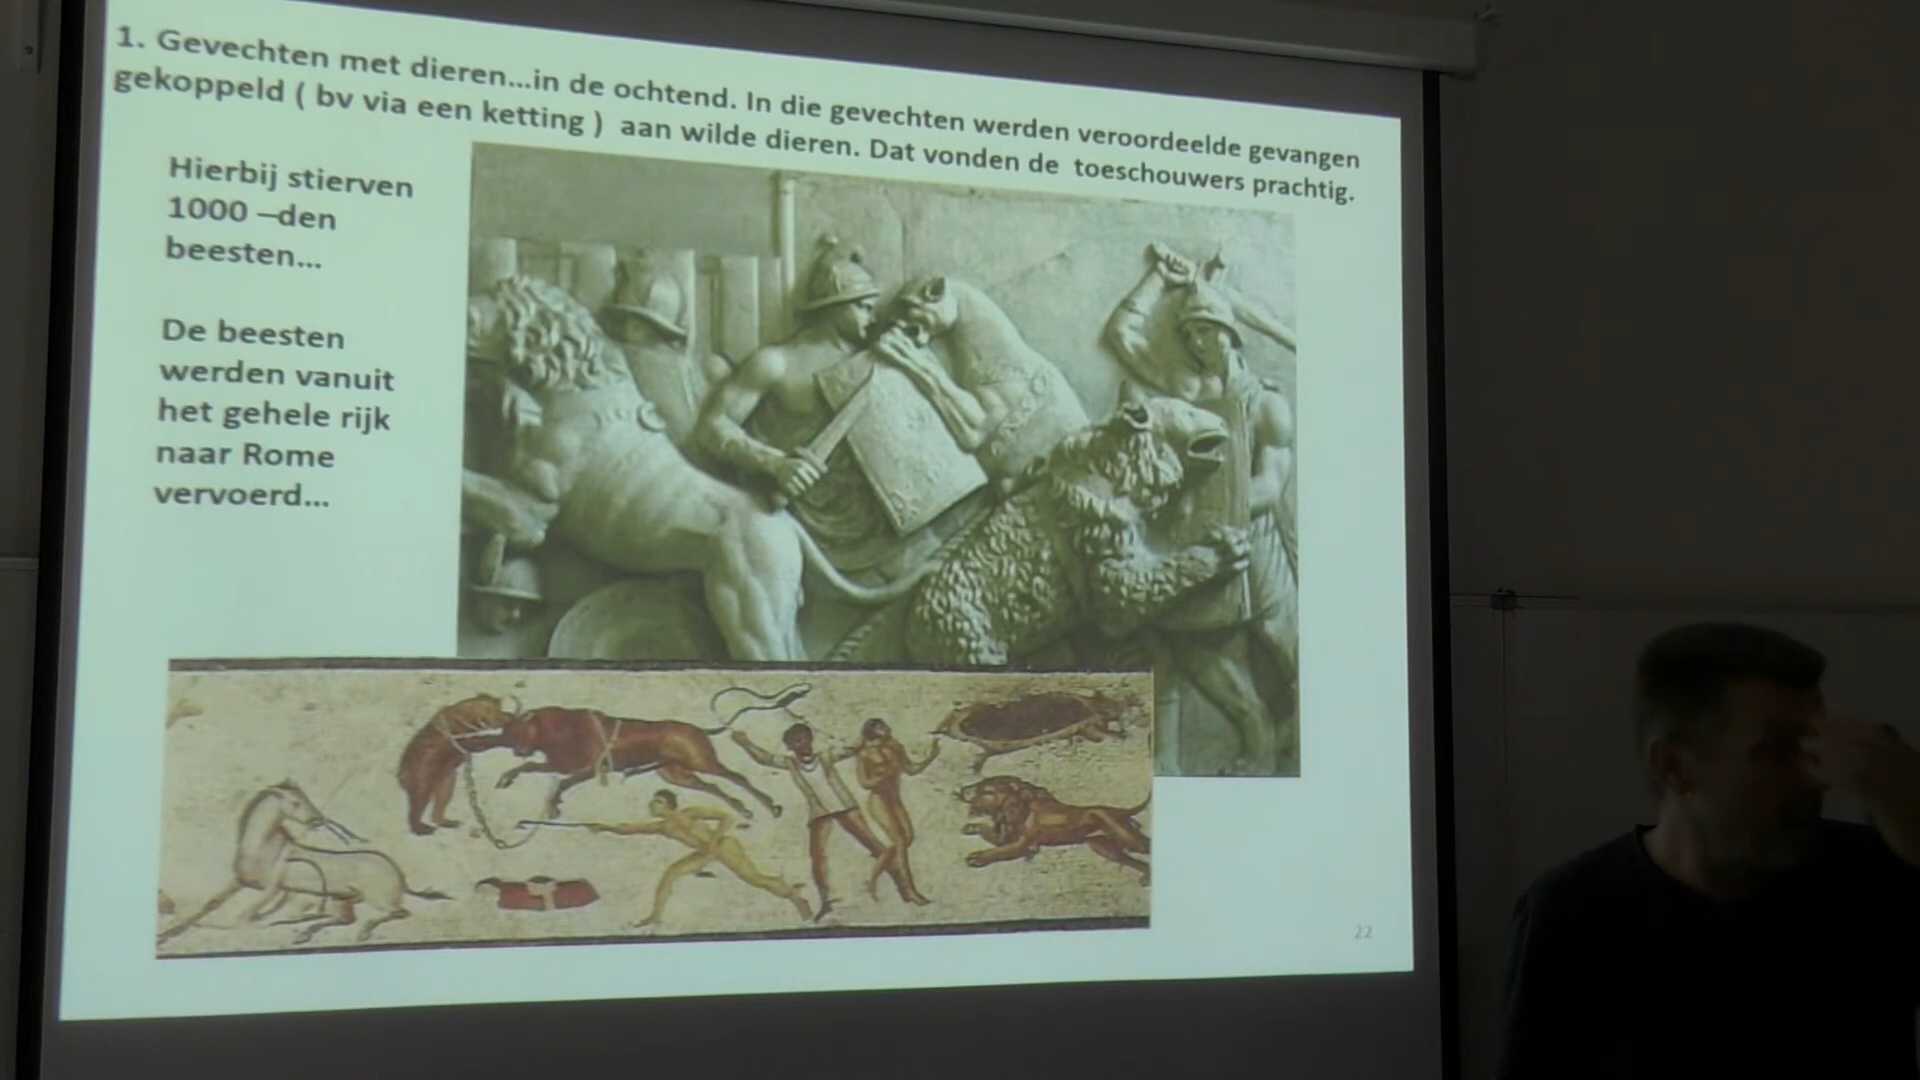 1. Gevechten met dieren...in de ochtend. In die gevechten werden veroordeelde gevangen
gekoppeld ( bv via een ketting ) aan wilde dieren. Dat vonden de toeschouwers prachtig.
Hierbij stierven
1000 –den
beesten...
De beesten
werden vanuit
het gehele rijk
naar Rome
vervoerd...
22